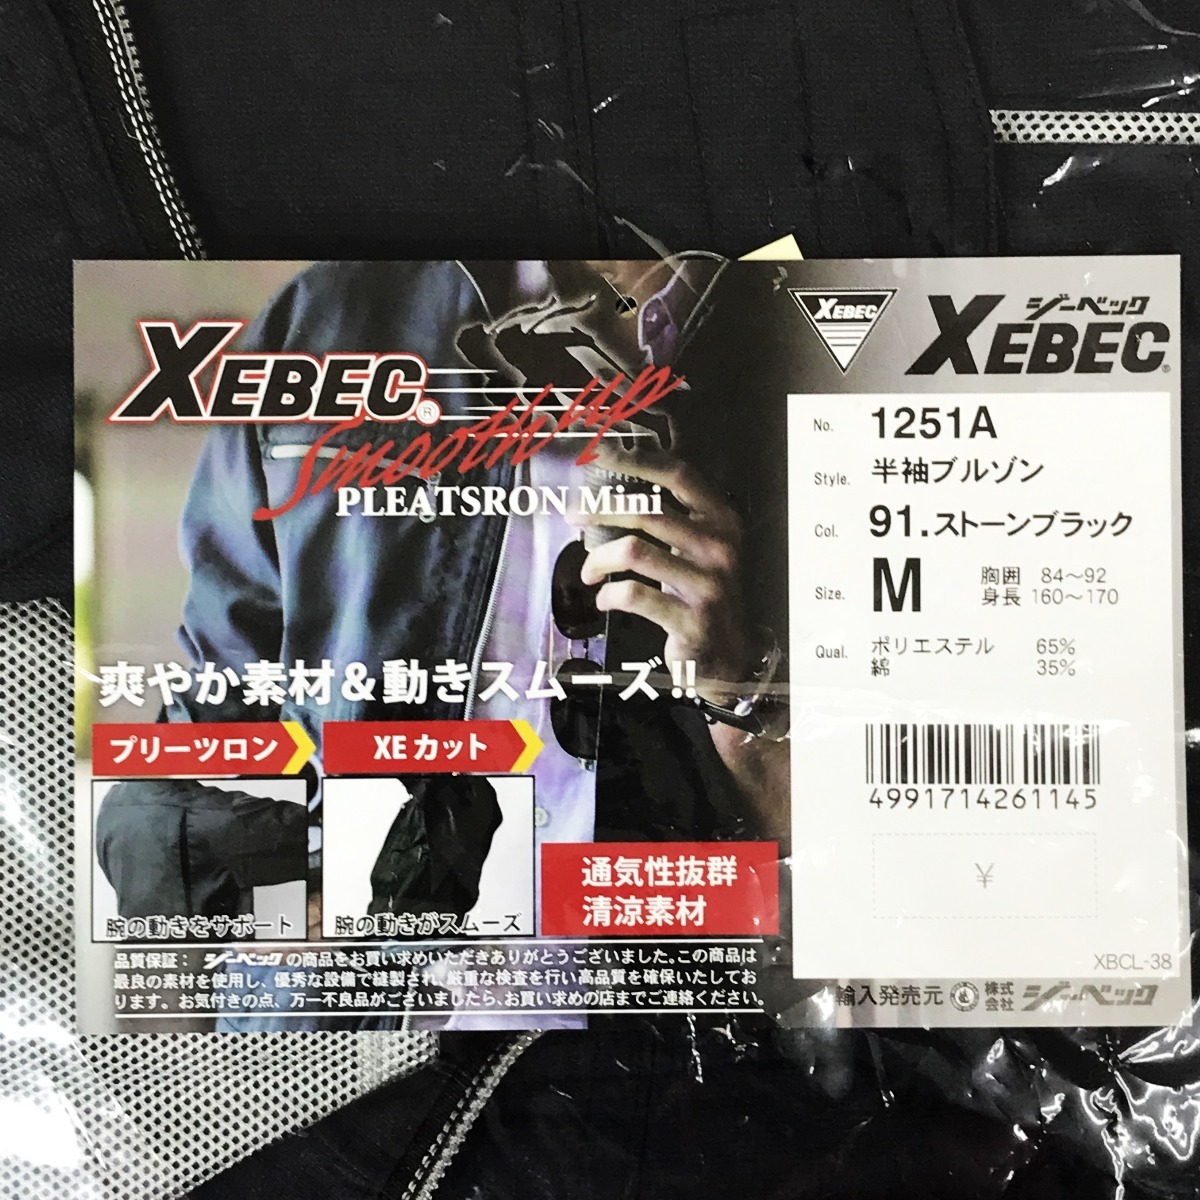 XEBEC®
Smooth up
PLEATSRON Mini
爽やか素材&動きスムーズ!!
プリーツロン
XEカット
腕の動きをサポート
腕の動きがスムーズ
通気性抜群
清涼素材
品質保証: ジーベックの商品をお買い求めいただきありがとうございました。この商品は
最良の素材を使用し、優秀な設備で縫製され、厳重な検査を行い高品質を確保いたしてお
ります。お気付きの点、万一不良品がございましたら、お買い求めの店までご連絡ください。
XEBEC
ジーベック
XEBEC®
No. 1251A
Style. 半袖ブルゾン
Col. 91.ストーンブラック
Size. M 胸囲 84～92
身長 160～170
Qual. ポリエステル 65%
綿 35%
4991714261145
¥
XBCL-38
輸入発売元 株式会社 ジーベック